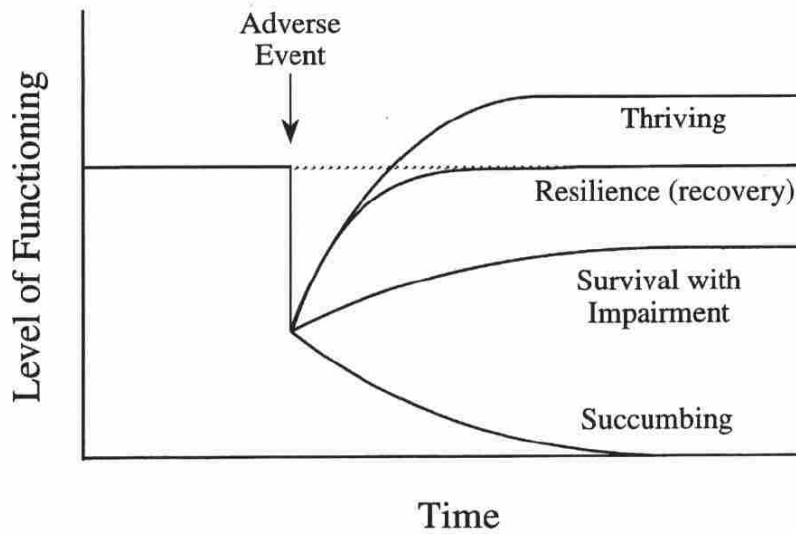 Adverse
Event
Level of Functioning
Thriving
Resilience (recovery)
Survival with
Impairment
Succumbing
Time